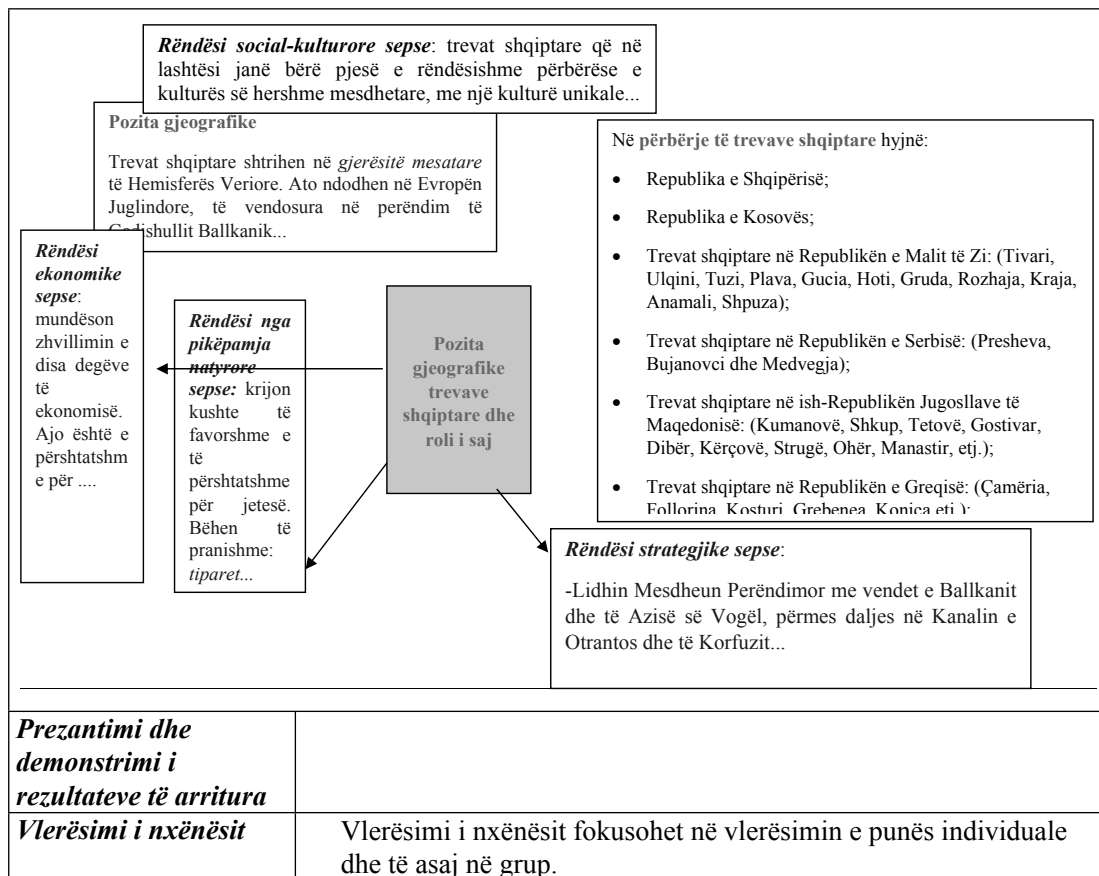 Rëndësi social-kulturore sepse: trevat shqiptare që në
lashtësi janë bërë pjesë e rëndësishme përbërëse e
kulturës së hershme mesdhetare, me një kulturë unikale...
Pozita gjeografike
Trevat shqiptare shtrihen në gjerësitë mesatare
të Hemisferës Veriore. Ato ndodhen në Evropën
Juglindore, të vendosura në perëndim të
Gadishullit Ballkanik...
Në përbërje të trevave shqiptare hyjnë:
• Republika e Shqipërisë;
• Republika e Kosovës;
• Trevat shqiptare në Republikën e Malit të Zi: (Tivari,
Ulqini, Tuzi, Plava, Gucia, Hoti, Gruda, Rozhaja, Kraja,
Anamali, Shpuza);
• Trevat shqiptare në Republikën e Serbisë: (Presheva,
Bujanovci dhe Medvegja);
• Trevat shqiptare në ish-Republikën Jugosllave të
Maqedonisë: (Kumanovë, Shkup, Tetovë, Gostivar,
Dibër, Kërçovë, Strugë, Ohër, Manastir, etj.);
• Trevat shqiptare në Republikën e Greqisë: (Çamëria,
Follorina, Kosturi, Grebenea, Konica etj.);
Rëndësi
ekonomike
sepse:
mundëson
zhvillimin e
disa degëve
të
ekonomisë.
Ajo është e
përshtatshm
e për ....
Rëndësi nga
pikëpamja
natyrore
sepse: krijon
kushte të
favorshme e
të
përshtatshme
për jetesë.
Bëhen të
pranishme:
tiparet...
Pozita
gjeografike
trevave
shqiptare dhe
roli i saj
Rëndësi strategjike sepse:
-Lidhin Mesdheun Perëndimor me vendet e Ballkanit
dhe të Azisë së Vogël, përmes daljes në Kanalin e
Otrantos dhe të Korfuzit...
Prezantimi dhe
demonstrimi i
rezultateve të arritura
Vlerësimi i nxënësit
Vlerësimi i nxënësit fokusohet në vlerësimin e punës individuale
dhe të asaj në grup.